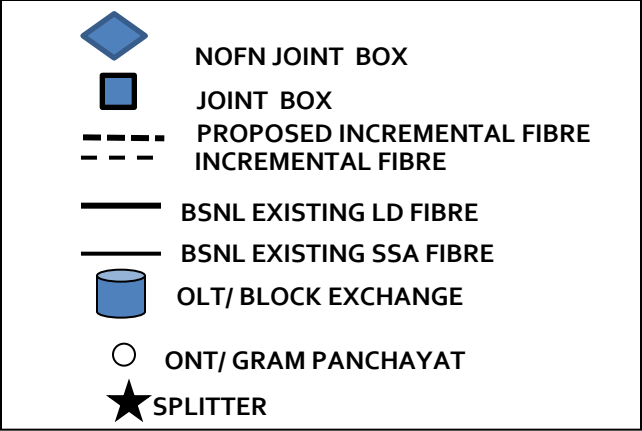 NOFN JOINT BOX
JOINT BOX
PROPOSED INCREMENTAL FIBRE
INCREMENTAL FIBRE
BSNL EXISTING LD FIBRE
BSNL EXISTING SSA FIBRE
OLT/ BLOCK EXCHANGE
ONT/ GRAM PANCHAYAT
SPLITTER